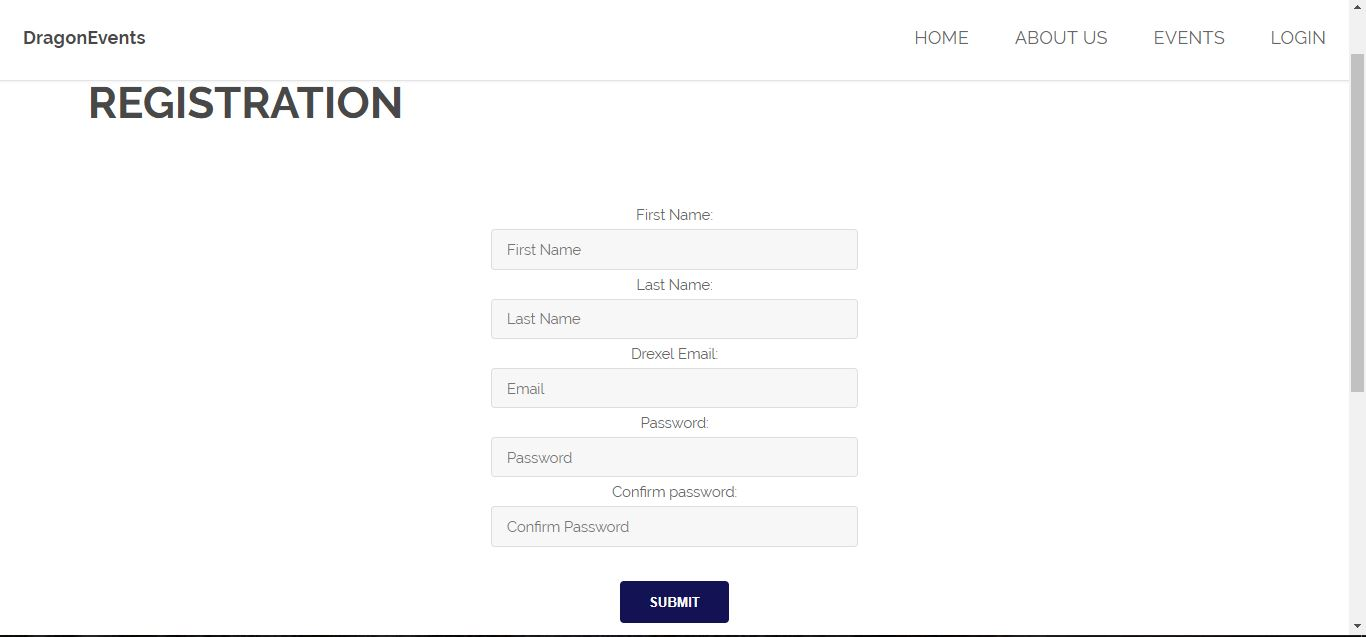 DragonEvents HOME ABOUT US EVENTS LOGIN
REGISTRATION
First Name:
First Name
Last Name:
Last Name
Drexel Email:
Email
Password:
Password
Confirm password:
Confirm Password
SUBMIT